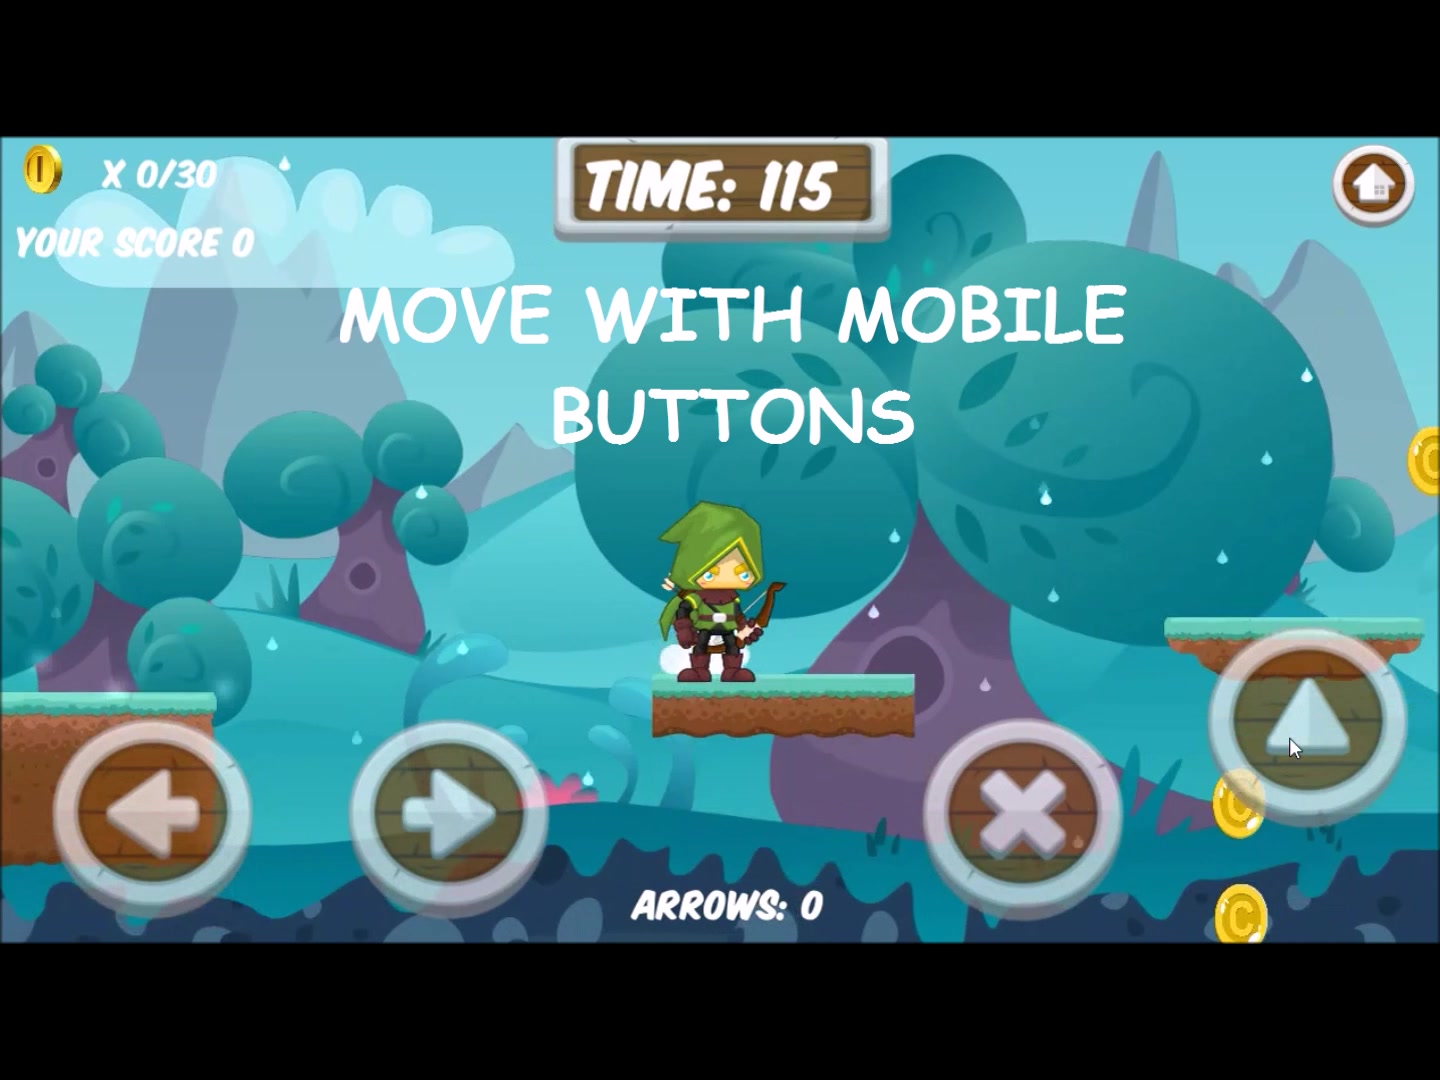 X 0/30
TIME: 115
YOUR SCORE 0
MOVE WITH MOBILE
BUTTONS
ARROWS: 0
C
C
C